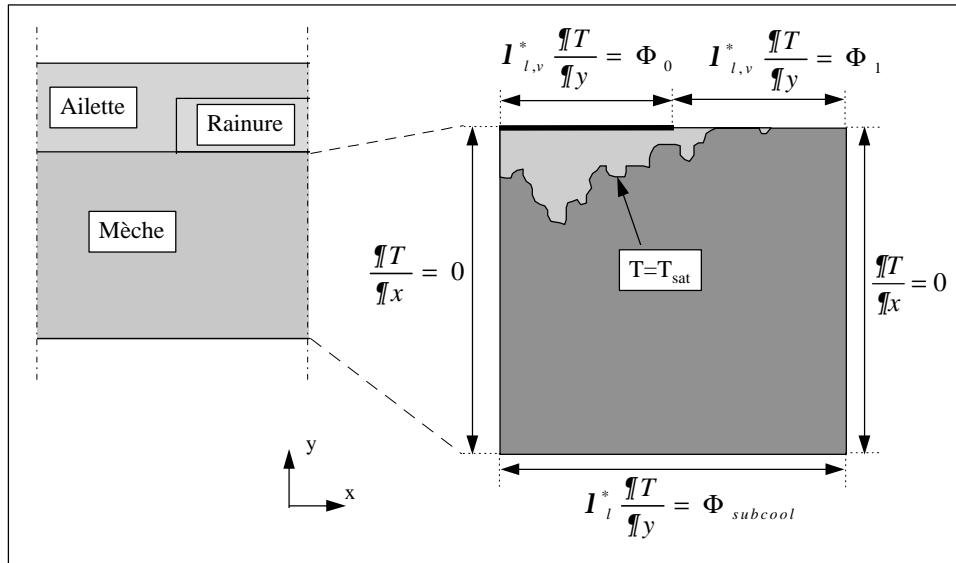 l*l,v ¶T/¶y = Φ0
l*l,v ¶T/¶y = Φ1
Ailette
Rainure
Mèche
T=Tsat
¶T/¶x = 0
¶T/¶x = 0
y
x
l*l ¶T/¶y = Φsubcool